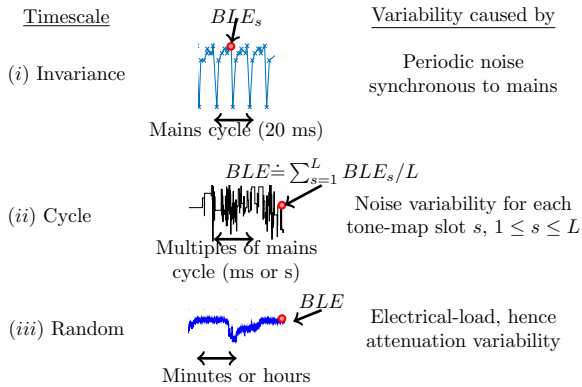 Timescale
BLE_s
Variability caused by
(i) Invariance
Periodic noise
synchronous to mains
Mains cycle (20 ms)
BLE ≐ ∑_{s=1}^{L} BLE_s/L
(ii) Cycle
Noise variability for each
tone-map slot s, 1 ≤ s ≤ L
Multiples of mains
cycle (ms or s)
BLE
(iii) Random
Electrical-load, hence
attenuation variability
Minutes or hours